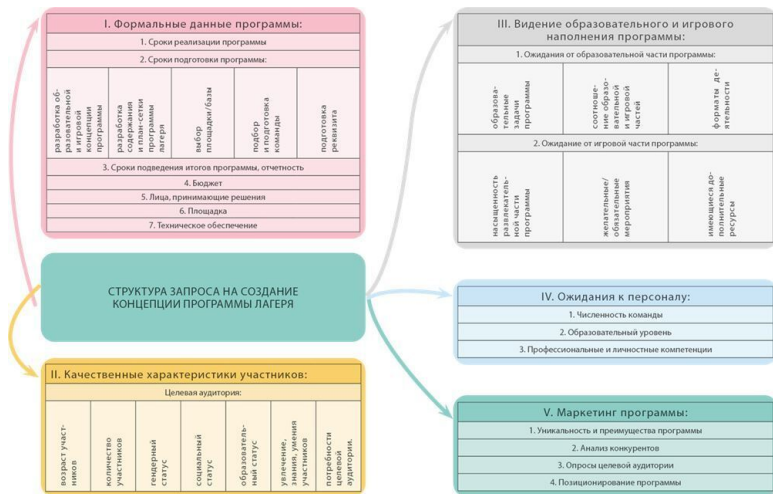 I. Формальные данные программы:
1. Сроки реализации программы
2. Сроки подготовки программы:
разработка об-
разовательной
и игровой
концепции
программы
разработка
содержания
и план-сетки
программы
лагеря
выбор
площадки/базы
подбор
и подготовка
команды
подготовка
реквизита
3. Сроки подведения итогов программы, отчетность
4. Бюджет
5. Лица, принимающие решения
6. Площадка
7. Техническое обеспечение
СТРУКТУРА ЗАПРОСА НА СОЗДАНИЕ
КОНЦЕПЦИИ ПРОГРАММЫ ЛАГЕРЯ
II. Качественные характеристики участников:
Целевая аудитория:
возраст участ-
ников
количество
участников
гендерный
статус
социальный
статус
образователь-
ный статус
увлечение,
знания, умения
участников
потребности
целевой
аудитории.
III. Видение образовательного и игрового
наполнения программы:
1. Ожидания от образовательной части программы:
образова-
тельные
задачи
программы
соотноше-
ние образо-
вательной
и игровой
частей
форматы де-
ятельности
2. Ожидание от игровой части программы:
насыщенность
развлекатель-
ной части
программы
желательные/
обязательные
мероприятия
имеющиеся до-
полнительные
ресурсы
IV. Ожидания к персоналу:
1. Численность команды
2. Образовательный уровень
3. Профессиональные и личностные компетенции
V. Маркетинг программы:
1. Уникальность и преимущества программы
2. Анализ конкурентов
3. Опросы целевой аудитории
4. Позиционирование программы